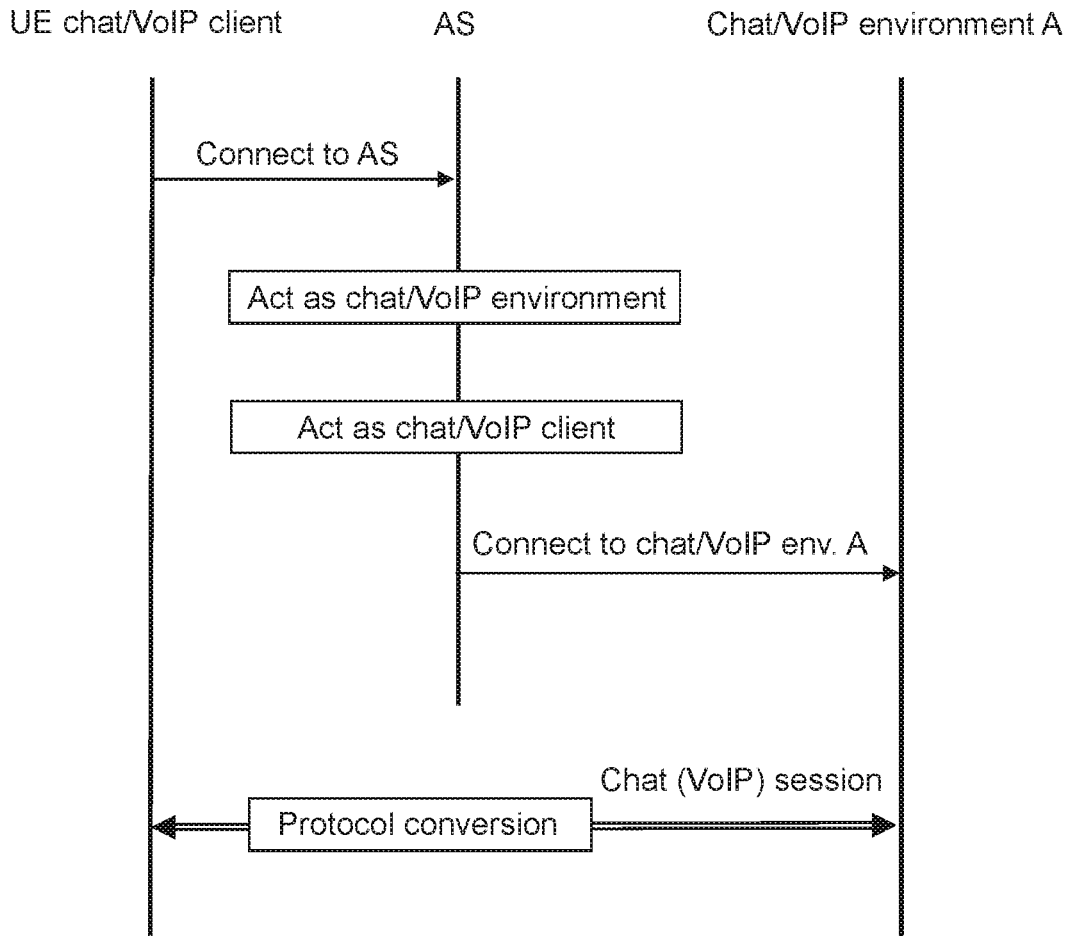 UE chat/VoIP client
AS
Chat/VoIP environment A
Connect to AS
Act as chat/VoIP environment
Act as chat/VoIP client
Connect to chat/VoIP env. A
Chat (VoIP) session
Protocol conversion